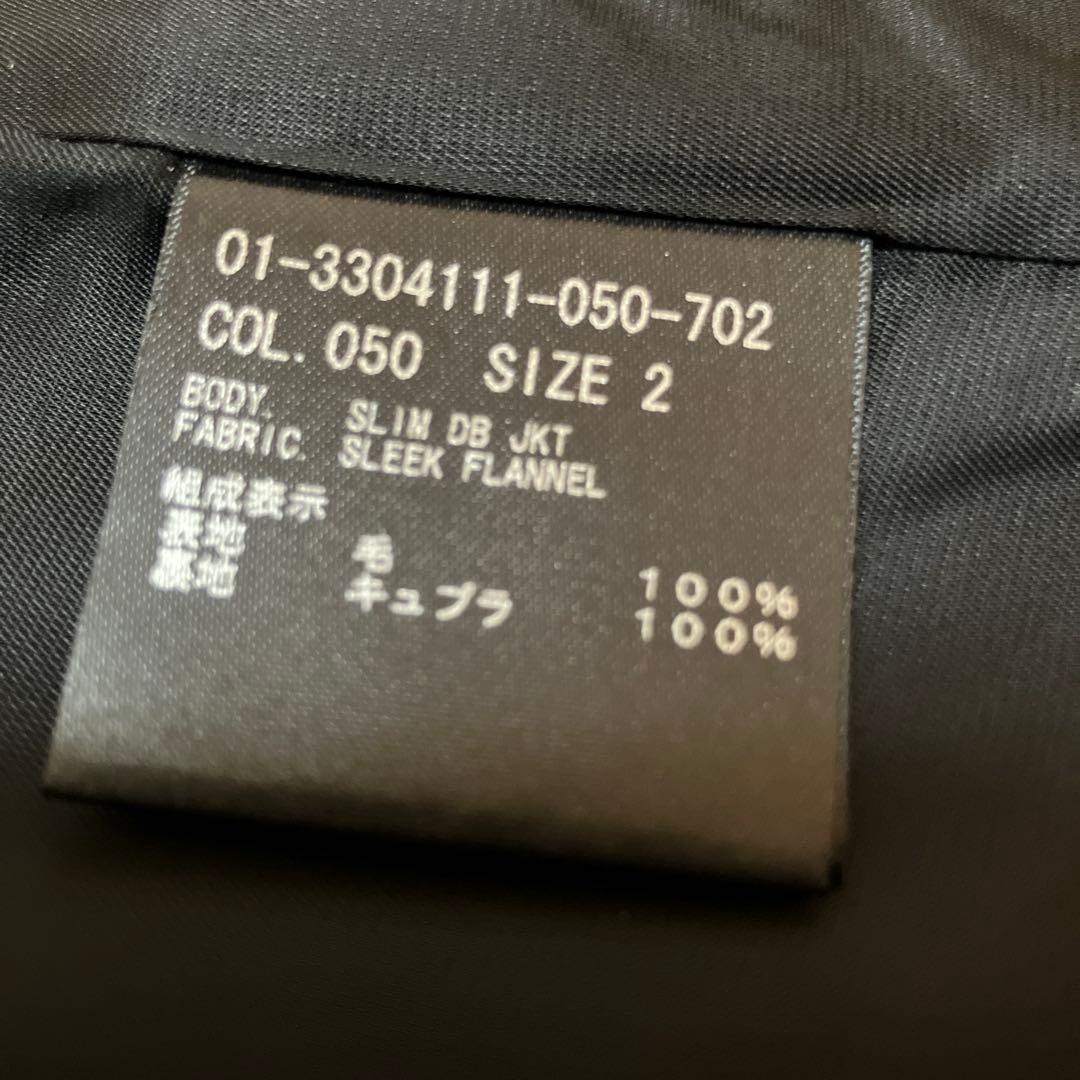 01-3304111-050-702
COL. 050 SIZE 2
BODY. SLIM DB JKT
FABRIC. SLEEK FLANNEL
組成表示
表地 毛 100%
裏地 キュプラ 100%